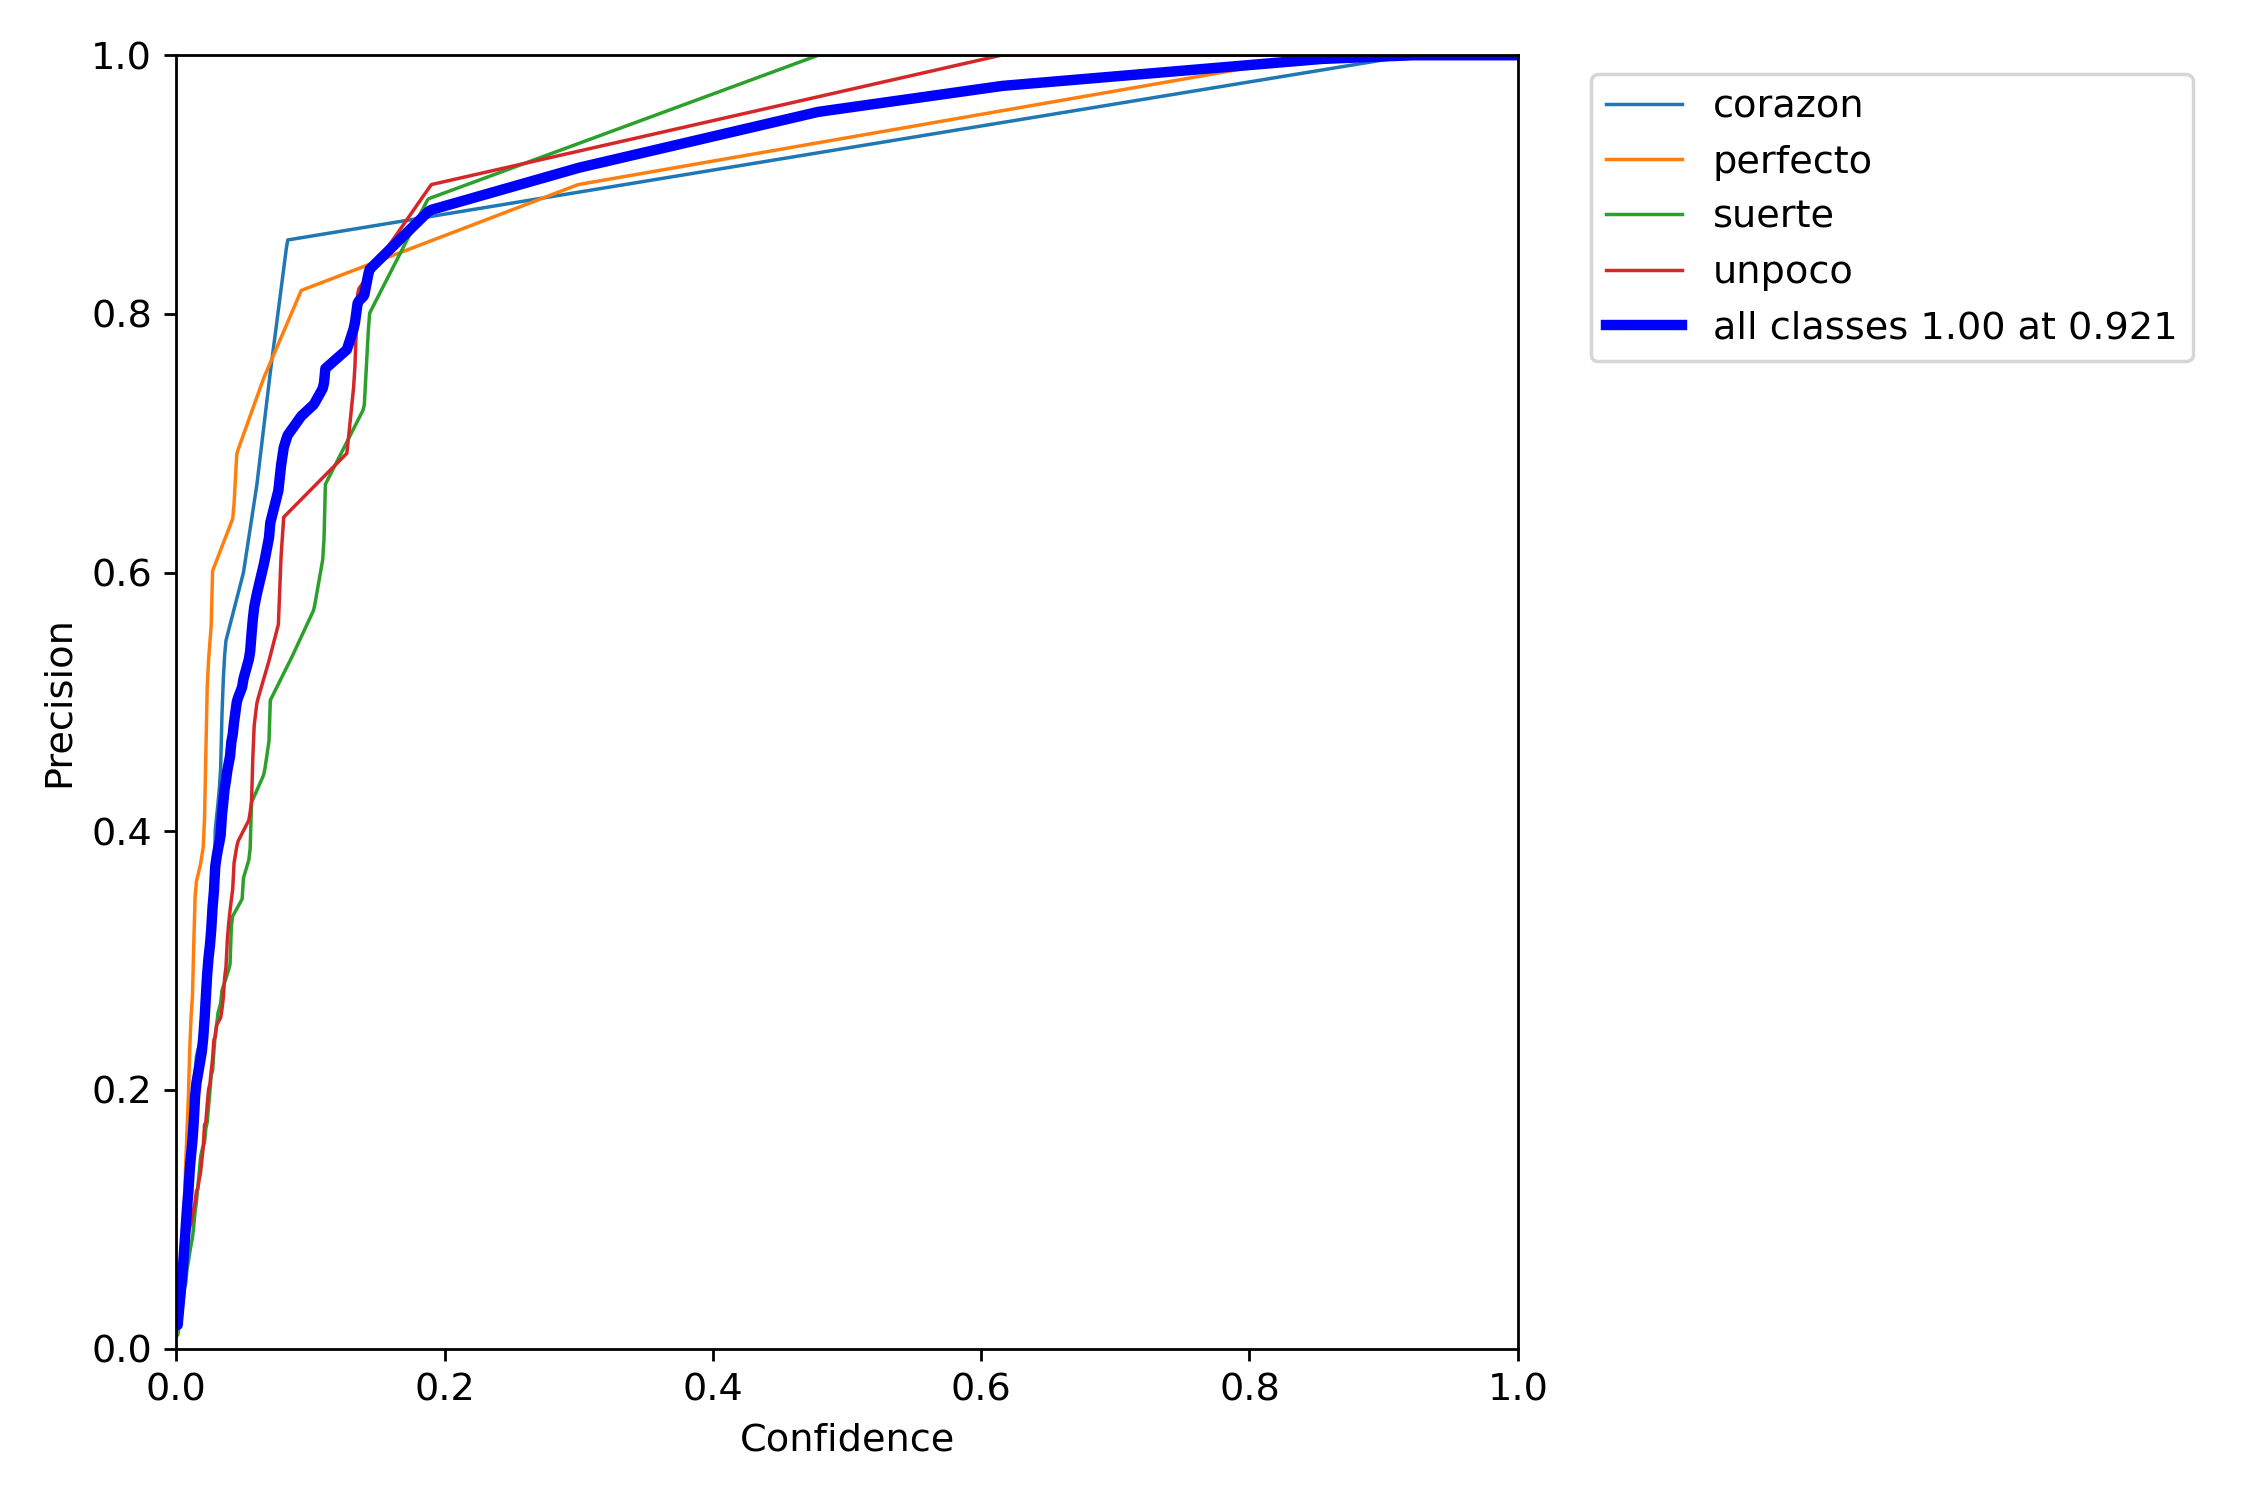 1.0
0.8
0.6
0.4
0.2
0.0
Precision
0.0 0.2 0.4 0.6 0.8 1.0
Confidence
corazon
perfecto
suerte
unpoco
all classes 1.00 at 0.921